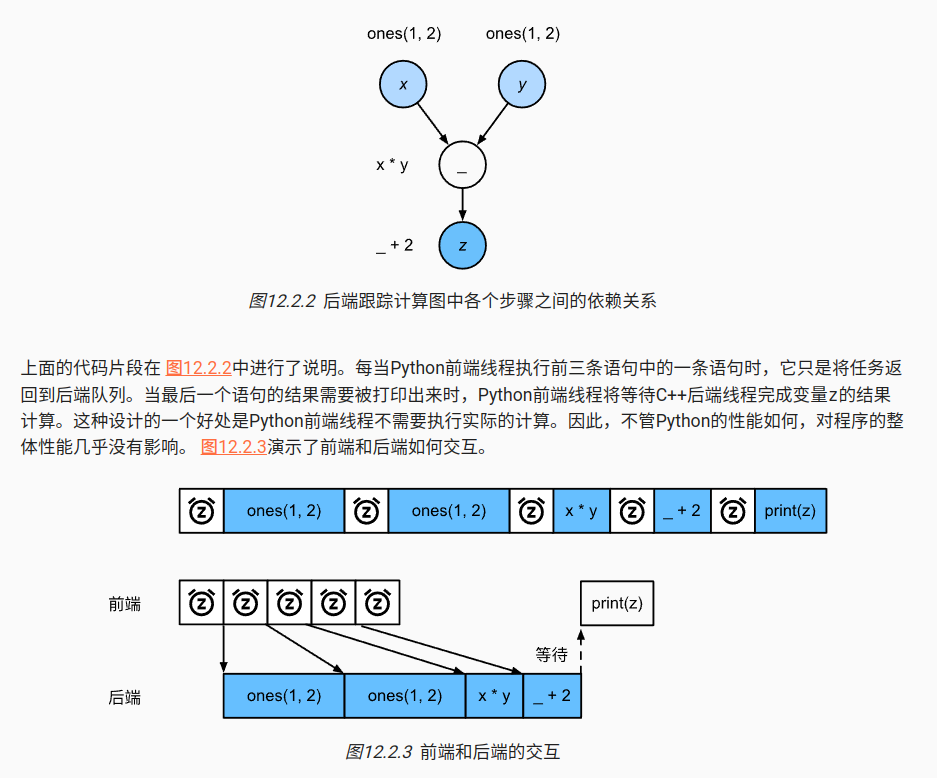 ones(1, 2) ones(1, 2)
x y
x * y _
_ + 2 z
图12.2.2 后端跟踪计算图中各个步骤之间的依赖关系
上面的代码片段在 图12.2.2中进行了说明。每当Python前端线程执行前三条语句中的一条语句时，它只是将任务返
回到后端队列。当最后一个语句的结果需要被打印出来时，Python前端线程将等待C++后端线程完成变量z的结果
计算。这种设计的一个好处是Python前端线程不需要执行实际的计算。因此，不管Python的性能如何，对程序的整
体性能几乎没有影响。 图12.2.3演示了前端和后端如何交互。
z ones(1, 2) z ones(1, 2) z x * y z _ + 2 z print(z)
前端 z z z z z print(z)
等待
后端 ones(1, 2) ones(1, 2) x * y _ + 2
图12.2.3 前端和后端的交互